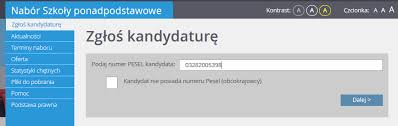 Nabór Szkoły ponadpodstawowe
Kontrast: A A A Czcionka: A A A
Zgłoś kandydaturę
Aktualności
Terminy naboru
Oferta
Statystyki chętnych
Pliki do pobrania
Pomoc
Podstawa prawna
Zgłoś kandydaturę
Podaj numer PESEL kandydata: 03282005398
Kandydat nie posiada numeru Pesel (obcokrajowcy)
Dalej >